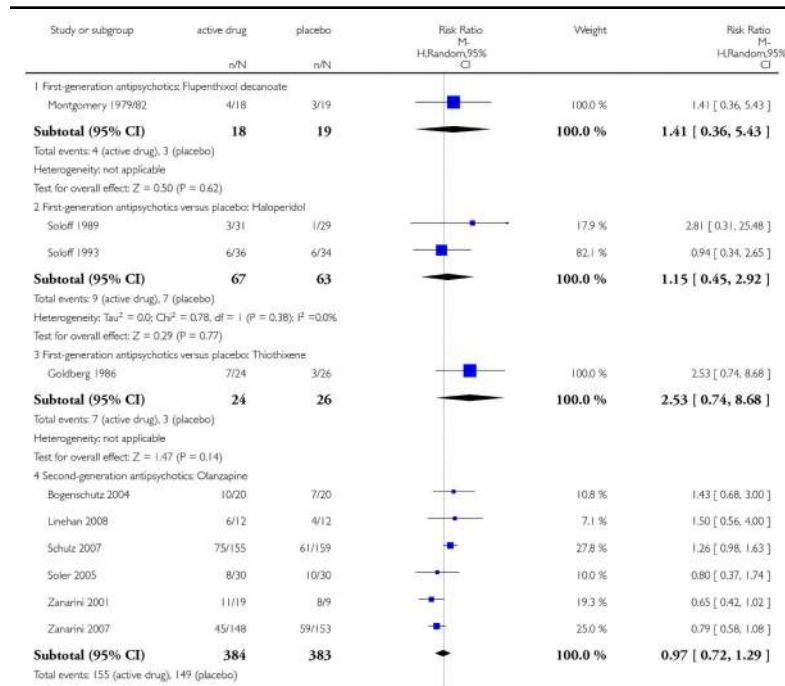 Study or subgroup active drug placebo Risk Ratio Weight Risk Ratio
M- M-
H,Random,95% H,Random,95%
n/N n/N CI CI
1 First-generation antipsychotics: Flupenthixol decanoate
Montgomery 1979/82 4/18 3/19 100.0 % 1.41 [ 0.36, 5.43 ]
Subtotal (95% CI) 18 19 100.0 % 1.41 [ 0.36, 5.43 ]
Total events: 4 (active drug), 3 (placebo)
Heterogeneity: not applicable
Test for overall effect: Z = 0.50 (P = 0.62)
2 First-generation antipsychotics versus placebo: Haloperidol
Soloff 1989 3/31 1/29 17.9 % 2.81 [ 0.31, 25.48 ]
Soloff 1993 6/36 6/34 82.1 % 0.94 [ 0.34, 2.65 ]
Subtotal (95% CI) 67 63 100.0 % 1.15 [ 0.45, 2.92 ]
Total events: 9 (active drug), 7 (placebo)
Heterogeneity: Tau² = 0.0; Chi² = 0.78, df = 1 (P = 0.38); I² =0.0%
Test for overall effect: Z = 0.29 (P = 0.77)
3 First-generation antipsychotics versus placebo: Thiothixene
Goldberg 1986 7/24 3/26 100.0 % 2.53 [ 0.74, 8.68 ]
Subtotal (95% CI) 24 26 100.0 % 2.53 [ 0.74, 8.68 ]
Total events: 7 (active drug), 3 (placebo)
Heterogeneity: not applicable
Test for overall effect: Z = 1.47 (P = 0.14)
4 Second-generation antipsychotics: Olanzapine
Bogenschutz 2004 10/20 7/20 10.8 % 1.43 [ 0.68, 3.00 ]
Linehan 2008 6/12 4/12 7.1 % 1.50 [ 0.56, 4.00 ]
Schulz 2007 75/155 61/159 27.8 % 1.26 [ 0.98, 1.63 ]
Soler 2005 8/30 10/30 10.0 % 0.80 [ 0.37, 1.74 ]
Zanarini 2001 11/19 8/9 19.3 % 0.65 [ 0.42, 1.02 ]
Zanarini 2007 45/148 59/153 25.0 % 0.79 [ 0.58, 1.08 ]
Subtotal (95% CI) 384 383 100.0 % 0.97 [ 0.72, 1.29 ]
Total events: 155 (active drug), 149 (placebo)